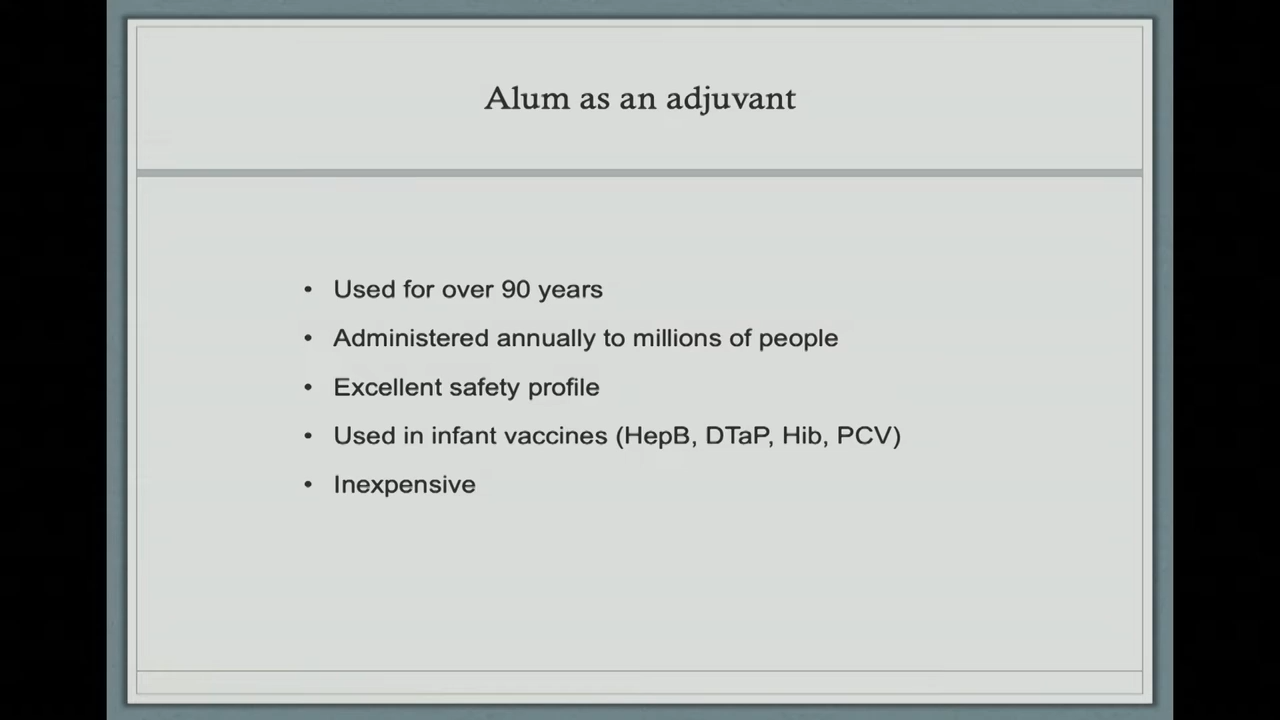 Alum as an adjuvant
• Used for over 90 years
• Administered annually to millions of people
• Excellent safety profile
• Used in infant vaccines (HepB, DTaP, Hib, PCV)
• Inexpensive